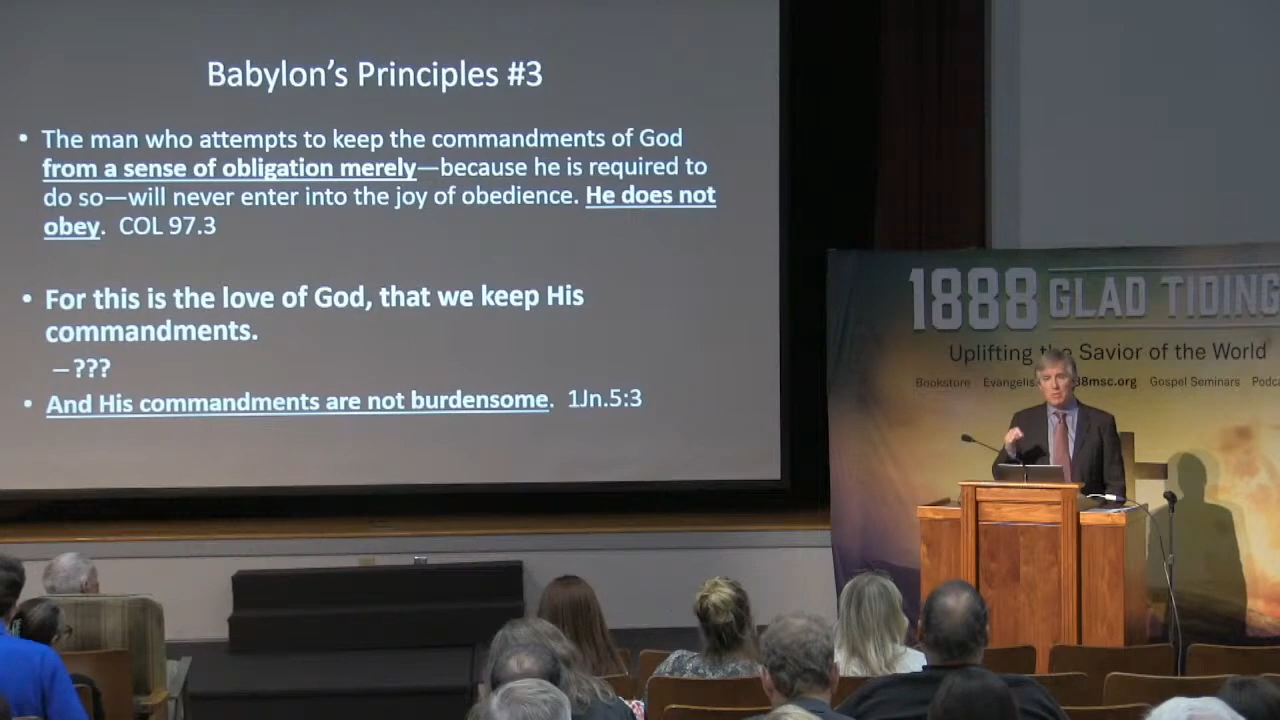 Babylon's Principles #3
• The man who attempts to keep the commandments of God
from a sense of obligation merely—because he is required to
do so—will never enter into the joy of obedience. He does not
obey. COL 97.3
• For this is the love of God, that we keep His
commandments.
– ???
• And His commandments are not burdensome. 1Jn.5:3
1888 GLAD TIDING
Uplifting the Savior of the World
Bookstore Evangelis 88msc.org Gospel Seminars Podca